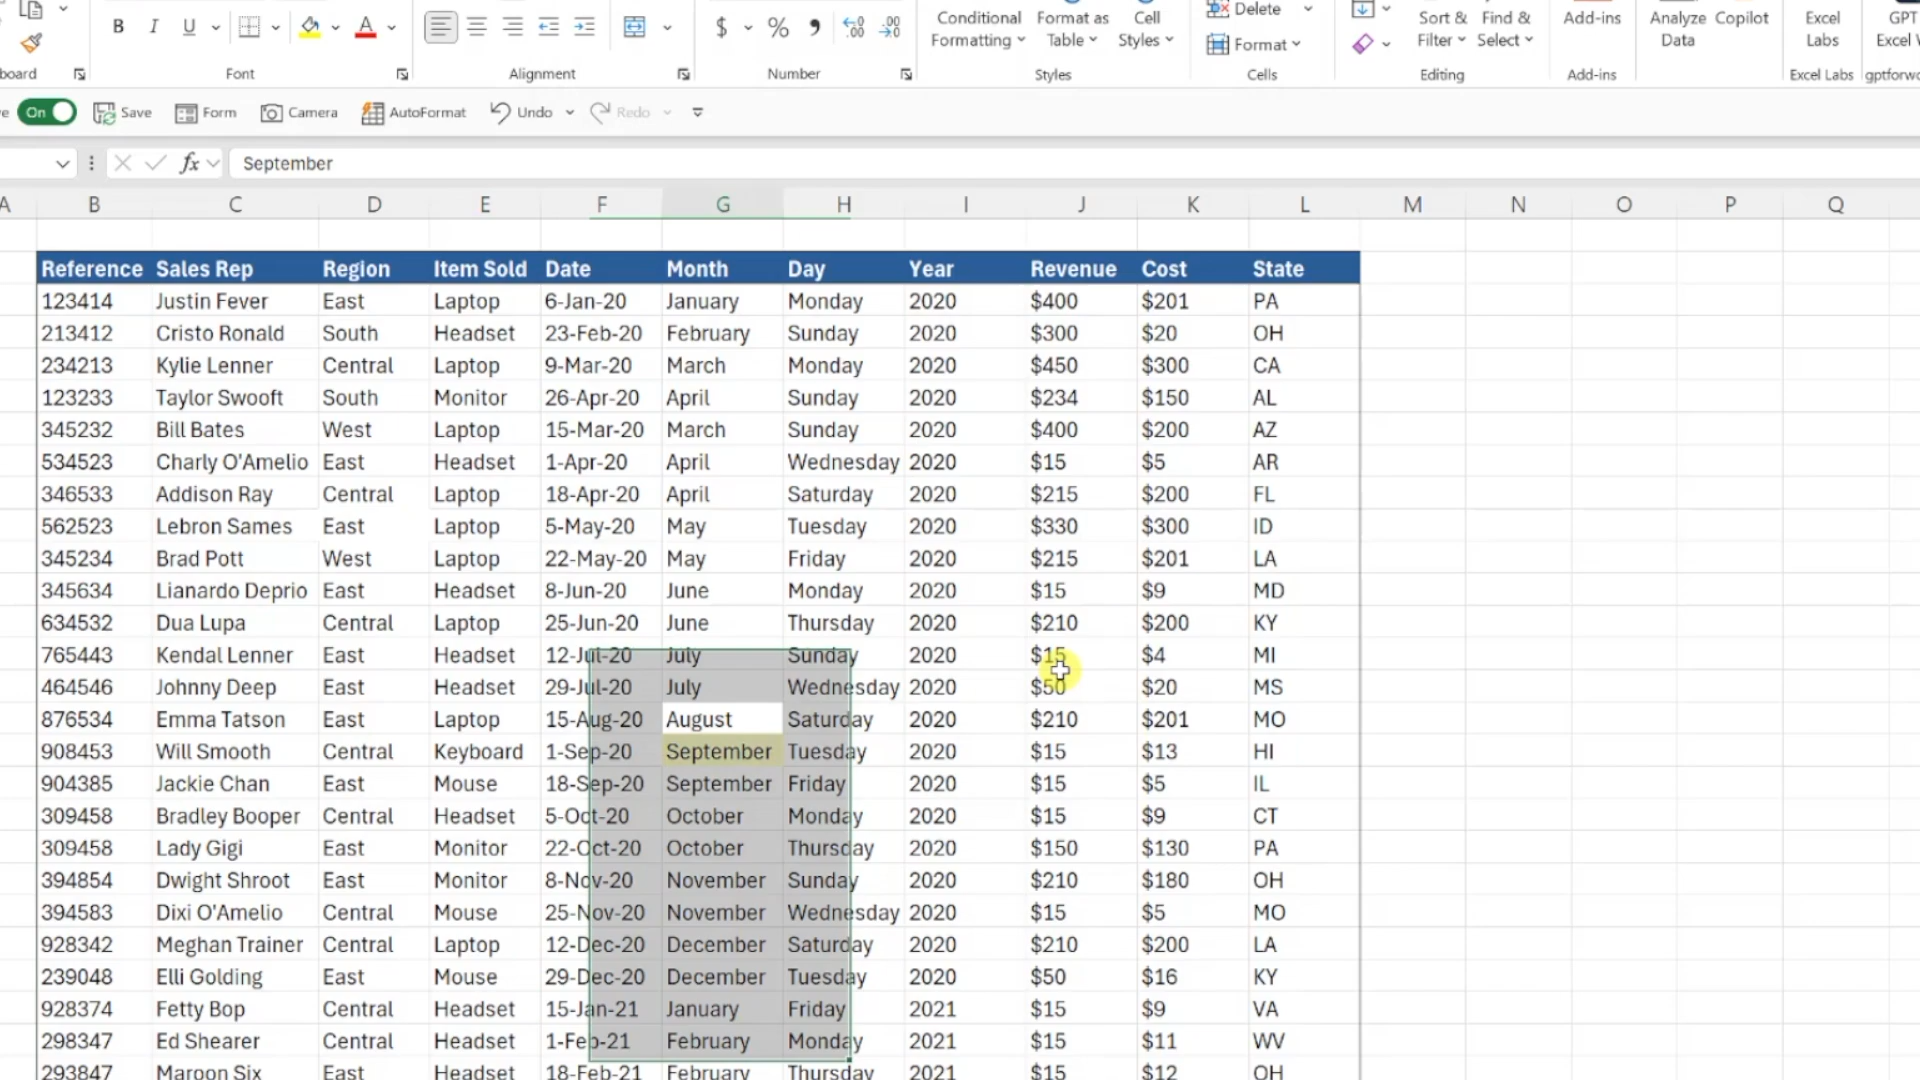 B I U A $ % , Conditional Formatting Format as Table Cell Styles Delete Format Sort & Filter Find & Select Add-ins Analyze Data Copilot Excel Labs GPT Excel
board Font Alignment Number Styles Cells Editing Add-ins Excel Labs gptforwo
e On Save Form Camera AutoFormat Undo Redo
fx September
A B C D E F G H I J K L M N O P Q
Reference Sales Rep Region Item Sold Date Month Day Year Revenue Cost State
123414 Justin Fever East Laptop 6-Jan-20 January Monday 2020 $400 $201 PA
213412 Cristo Ronald South Headset 23-Feb-20 February Sunday 2020 $300 $20 OH
234213 Kylie Lenner Central Laptop 9-Mar-20 March Monday 2020 $450 $300 CA
123233 Taylor Swooft South Monitor 26-Apr-20 April Sunday 2020 $234 $150 AL
345232 Bill Bates West Laptop 15-Mar-20 March Sunday 2020 $400 $200 AZ
534523 Charly O'Amelio East Headset 1-Apr-20 April Wednesday 2020 $15 $5 AR
346533 Addison Ray Central Laptop 18-Apr-20 April Saturday 2020 $215 $200 FL
562523 Lebron Sames East Laptop 5-May-20 May Tuesday 2020 $330 $300 ID
345234 Brad Pott West Laptop 22-May-20 May Friday 2020 $215 $201 LA
345634 Lianardo Deprio East Headset 8-Jun-20 June Monday 2020 $15 $9 MD
634532 Dua Lupa Central Laptop 25-Jun-20 June Thursday 2020 $210 $200 KY
765443 Kendal Lenner East Headset 12-Jul-20 July Sunday 2020 $15 $4 MI
464546 Johnny Deep East Headset 29-Jul-20 July Wednesday 2020 $50 $20 MS
876534 Emma Tatson East Laptop 15-Aug-20 August Saturday 2020 $210 $201 MO
908453 Will Smooth Central Keyboard 1-Sep-20 September Tuesday 2020 $15 $13 HI
904385 Jackie Chan East Mouse 18-Sep-20 September Friday 2020 $15 $5 IL
309458 Bradley Booper Central Headset 5-Oct-20 October Monday 2020 $15 $9 CT
309458 Lady Gigi East Monitor 22-Oct-20 October Thursday 2020 $150 $130 PA
394854 Dwight Shroot East Monitor 8-Nov-20 November Sunday 2020 $210 $180 OH
394583 Dixi O'Amelio Central Mouse 25-Nov-20 November Wednesday 2020 $15 $5 MO
928342 Meghan Trainer Central Laptop 12-Dec-20 December Saturday 2020 $210 $200 LA
239048 Elli Golding East Mouse 29-Dec-20 December Tuesday 2020 $50 $16 KY
928374 Fetty Bop Central Headset 15-Jan-21 January Friday 2021 $15 $9 VA
298347 Ed Shearer Central Headset 1-Feb-21 February Monday 2021 $15 $11 WV
293847 Maroon Six East Headset 18-Feb-21 February Thursday 2021 $15 $12 OH